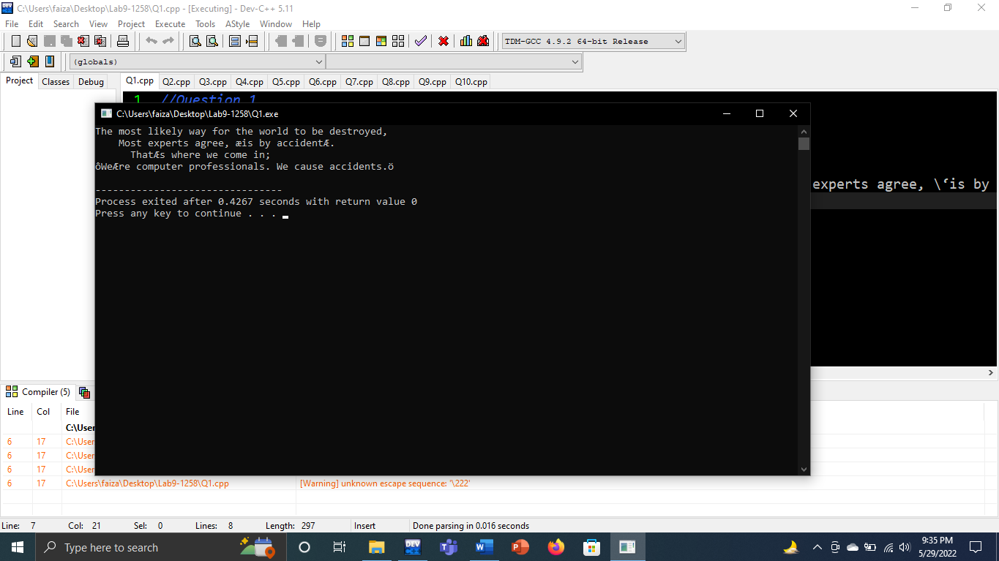 C:\Users\faiza\Desktop\Lab9-1258\Q1.cpp - [Executing] - Dev-C++ 5.11
File Edit Search View Project Execute Tools AStyle Window Help
TDM-GCC 4.9.2 64-bit Release
(globals)
Project Classes Debug Q1.cpp Q2.cpp Q3.cpp Q4.cpp Q5.cpp Q6.cpp Q7.cpp Q8.cpp Q9.cpp Q10.cpp
1 //Question 1
C:\Users\faiza\Desktop\Lab9-1258\Q1.exe
The most likely way for the world to be destroyed,
Most experts agree, æis by accidentÆ.
ThatÆs where we come in;
ôWeÆre computer professionals. We cause accidents.ö
--------------------------------
Process exited after 0.4267 seconds with return value 0
Press any key to continue . . .
experts agree, \‘is by
Compiler (5)
Line Col File
C:\User
6 17 C:\User
6 17 C:\User
6 17 C:\User
6 17 C:\Users\faiza\Desktop\Lab9-1258\Q1.cpp [Warning] unknown escape sequence: '\222'
Line: 7 Col: 21 Sel: 0 Lines: 8 Length: 297 Insert Done parsing in 0.016 seconds
Type here to search
DEV
9:35 PM
5/29/2022